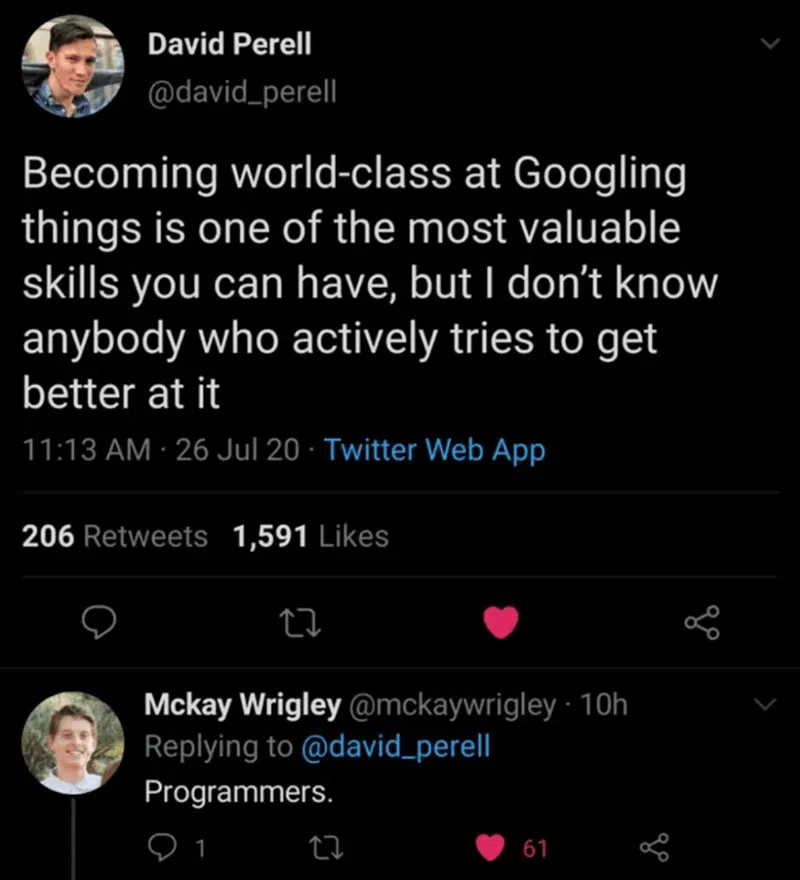 David Perell
@david_perell
Becoming world-class at Googling
things is one of the most valuable
skills you can have, but I don’t know
anybody who actively tries to get
better at it
11:13 AM · 26 Jul 20 · Twitter Web App
206 Retweets 1,591 Likes
Mckay Wrigley @mckaywrigley · 10h
Replying to @david_perell
Programmers.
1 61